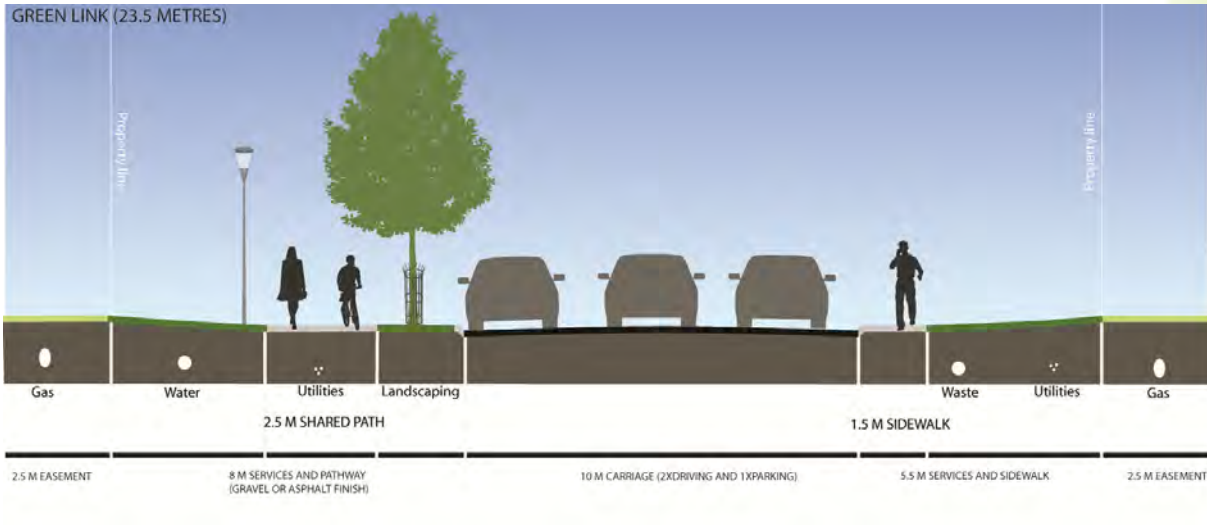 GREEN LINK (23.5 METRES)
Property line
Property line
Gas
Water
Utilities
Landscaping
Waste
Utilities
Gas
2.5 M SHARED PATH
1.5 M SIDEWALK
2.5 M EASEMENT
8 M SERVICES AND PATHWAY
(GRAVEL OR ASPHALT FINISH)
10 M CARRIAGE (2XDRIVING AND 1XPARKING)
5.5 M SERVICES AND SIDEWALK
2.5 M EASEMENT